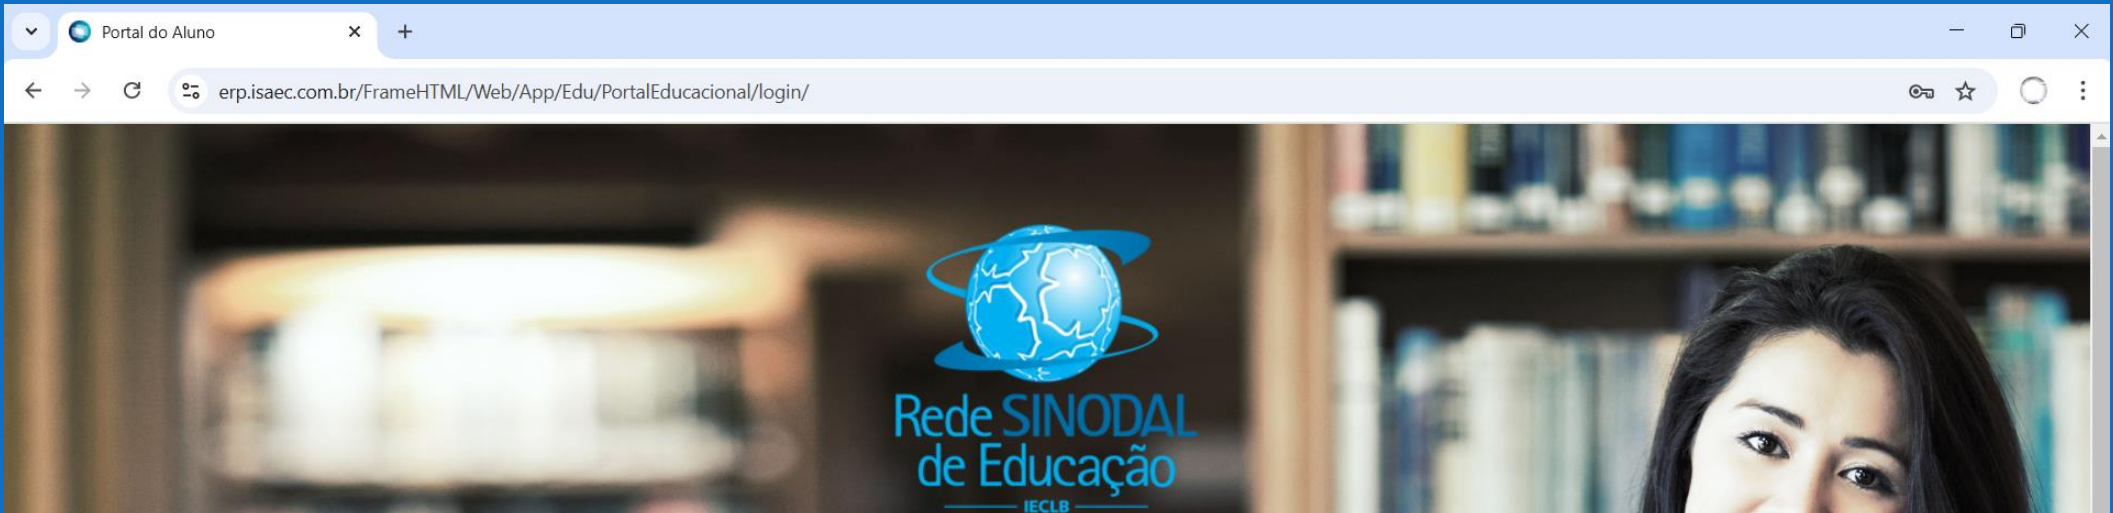 Portal do Aluno
erp.isaec.com.br/FrameHTML/Web/App/Edu/PortalEducacional/login/
Rede SINODAL
de Educação
IECLB